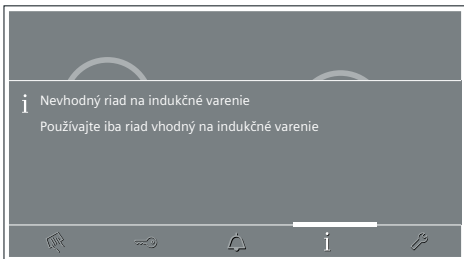 i Nevhodný riad na indukčné varenie
Používajte iba riad vhodný na indukčné varenie
i